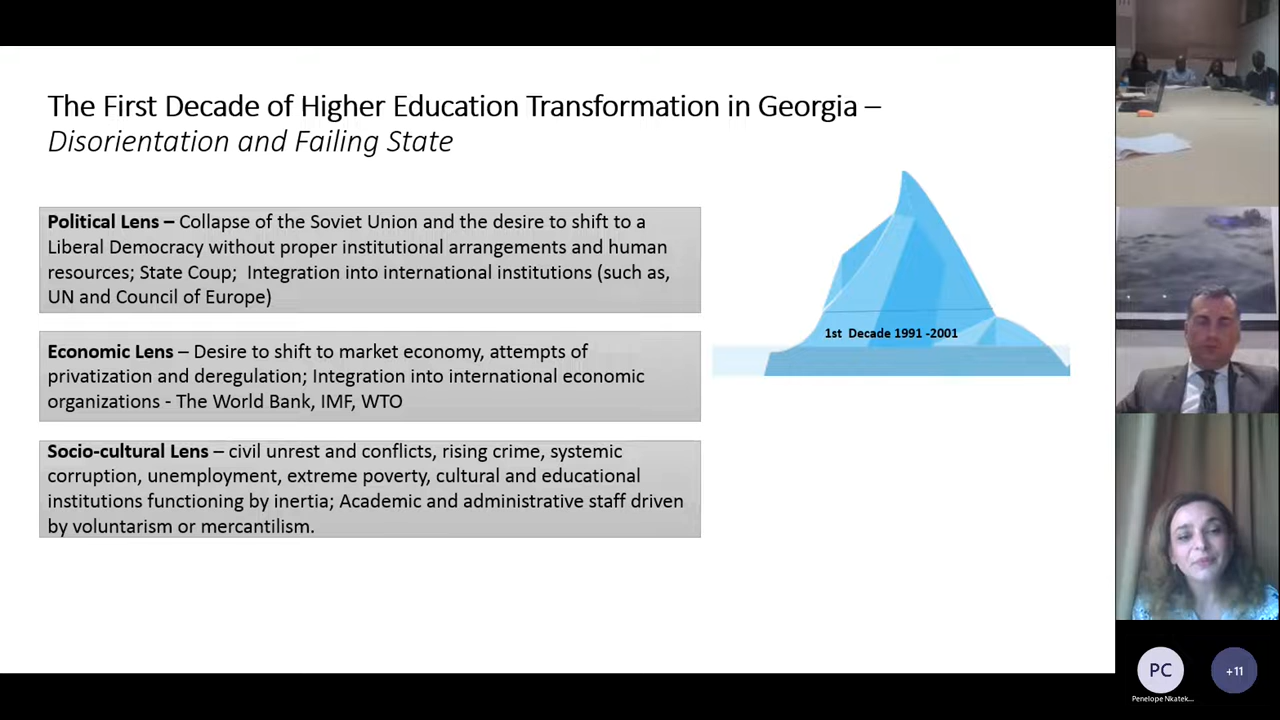 The First Decade of Higher Education Transformation in Georgia –
Disorientation and Failing State
Political Lens – Collapse of the Soviet Union and the desire to shift to a
Liberal Democracy without proper institutional arrangements and human
resources; State Coup;  Integration into international institutions (such as,
UN and Council of Europe)
Economic Lens – Desire to shift to market economy, attempts of
privatization and deregulation; Integration into international economic
organizations - The World Bank, IMF, WTO
Socio-cultural Lens – civil unrest and conflicts, rising crime, systemic
corruption, unemployment, extreme poverty, cultural and educational
institutions functioning by inertia; Academic and administrative staff driven
by voluntarism or mercantilism.
1st  Decade 1991 -2001
PC
+11
Penelope Nkatek...